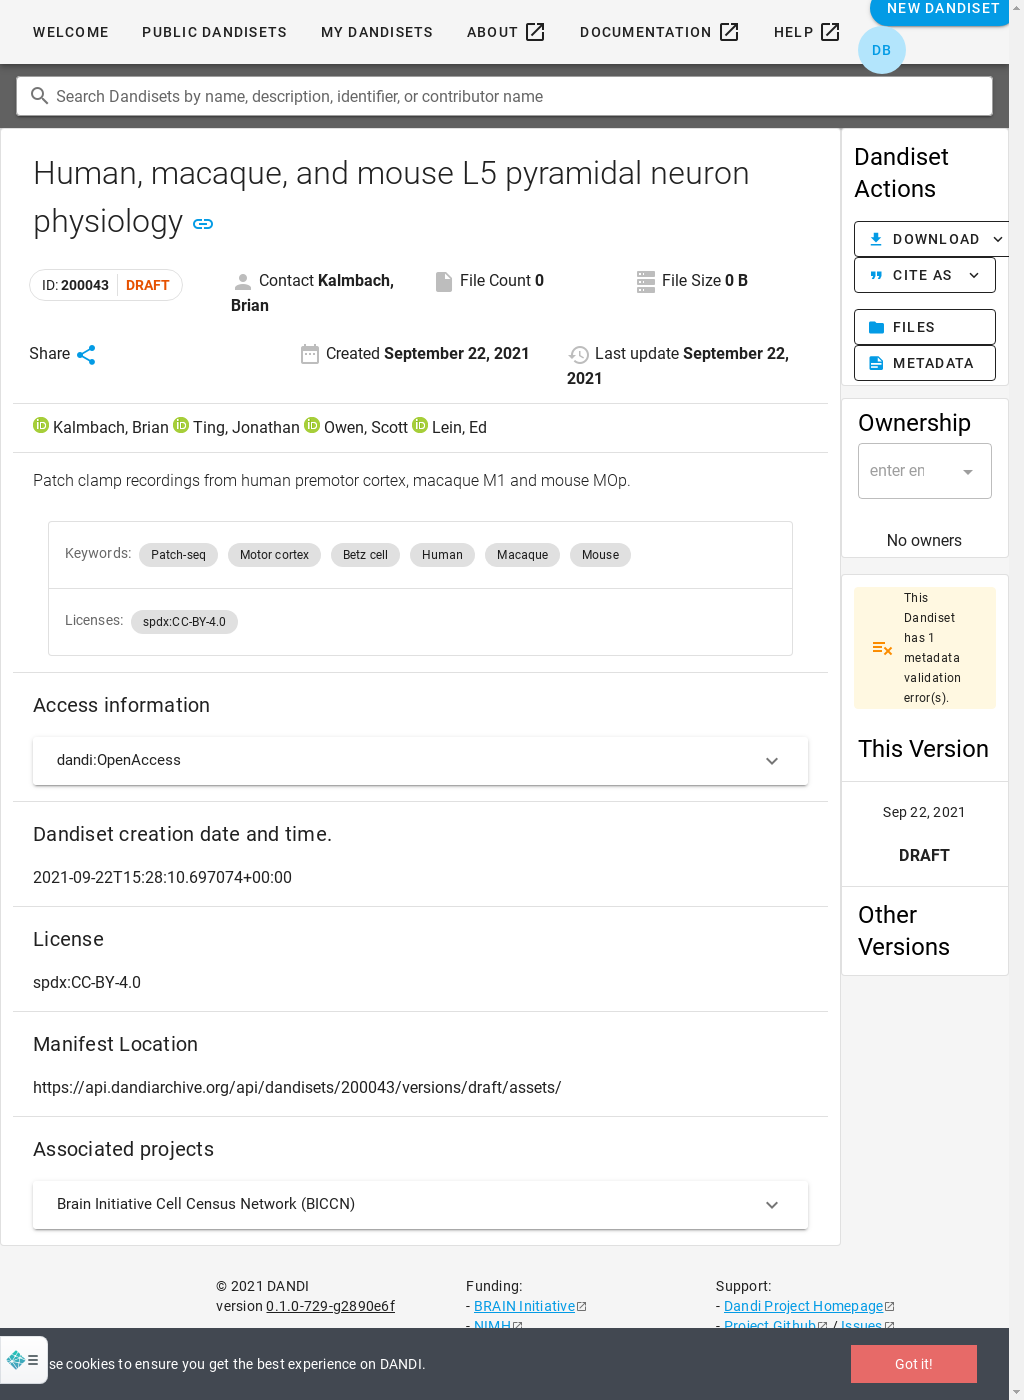 WELCOME PUBLIC DANDISETS MY DANDISETS ABOUT DOCUMENTATION HELP NEW DANDISET
DB
Search Dandisets by name, description, identifier, or contributor name
Human, macaque, and mouse L5 pyramidal neuron
physiology
ID: 200043 DRAFT
Contact Kalmbach,
Brian
File Count 0
File Size 0 B
Share
Created September 22, 2021
Last update September 22,
2021
Kalmbach, Brian Ting, Jonathan Owen, Scott Lein, Ed
Patch clamp recordings from human premotor cortex, macaque M1 and mouse MOp.
Keywords: Patch-seq Motor cortex Betz cell Human Macaque Mouse
Licenses: spdx:CC-BY-4.0
Access information
dandi:OpenAccess
Dandiset creation date and time.
2021-09-22T15:28:10.697074+00:00
License
spdx:CC-BY-4.0
Manifest Location
https://api.dandiarchive.org/api/dandisets/200043/versions/draft/assets/
Associated projects
Brain Initiative Cell Census Network (BICCN)
Dandiset
Actions
DOWNLOAD
CITE AS
FILES
METADATA
Ownership
enter en
No owners
This
Dandiset
has 1
metadata
validation
error(s).
This Version
Sep 22, 2021
DRAFT
Other
Versions
© 2021 DANDI
version 0.1.0-729-g2890e6f
Funding:
- BRAIN Initiative
- NIMH
Support:
- Dandi Project Homepage
- Project Github / Issues
se cookies to ensure you get the best experience on DANDI.
Got it!